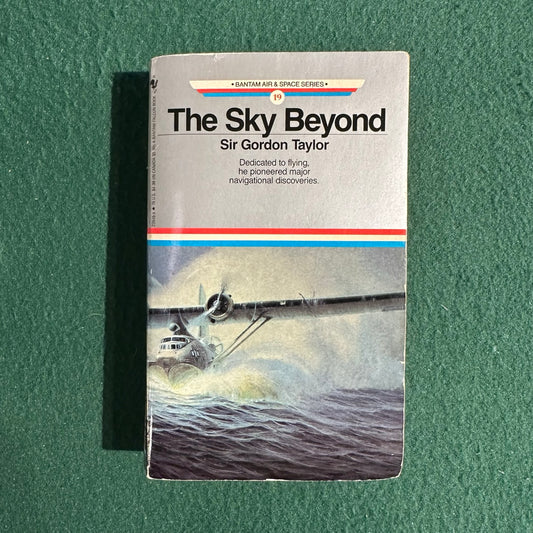 • BANTAM AIR & SPACE SERIES •
19
The Sky Beyond
Sir Gordon Taylor
Dedicated to flying,
he pioneered major
navigational discoveries.